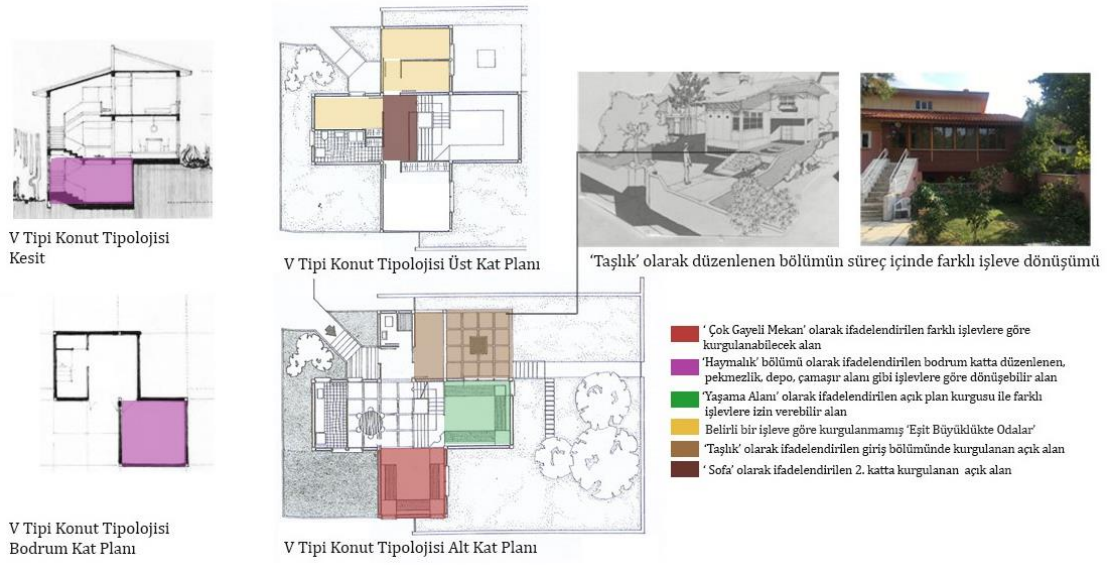 V Tipi Konut Tipolojisi
Kesit
V Tipi Konut Tipolojisi Üst Kat Planı
'Taşlık' olarak düzenlenen bölümün süreç içinde farklı işleve dönüşümü
V Tipi Konut Tipolojisi
Bodrum Kat Planı
V Tipi Konut Tipolojisi Alt Kat Planı
' Çok Gayeli Mekan' olarak ifadelendirilen farklı işlevlere göre
kurgulanabilecek alan
'Haymalık' bölümü olarak ifadelendirilen bodrum katta düzenlenen,
pekmezlik, depo, çamaşır alanı gibi işlevlere göre dönüşebilir alan
'Yaşama Alanı' olarak ifadelendirilen açık plan kurgusu ile farklı
işlevlere izin verebilir alan
Belirli bir işleve göre kurgulanmamış 'Eşit Büyüklükte Odalar'
'Taşlık' olarak ifadelendirilen giriş bölümünde kurgulanan açık alan
' Sofa' olarak ifadelendirilen 2. katta kurgulanan açık alan